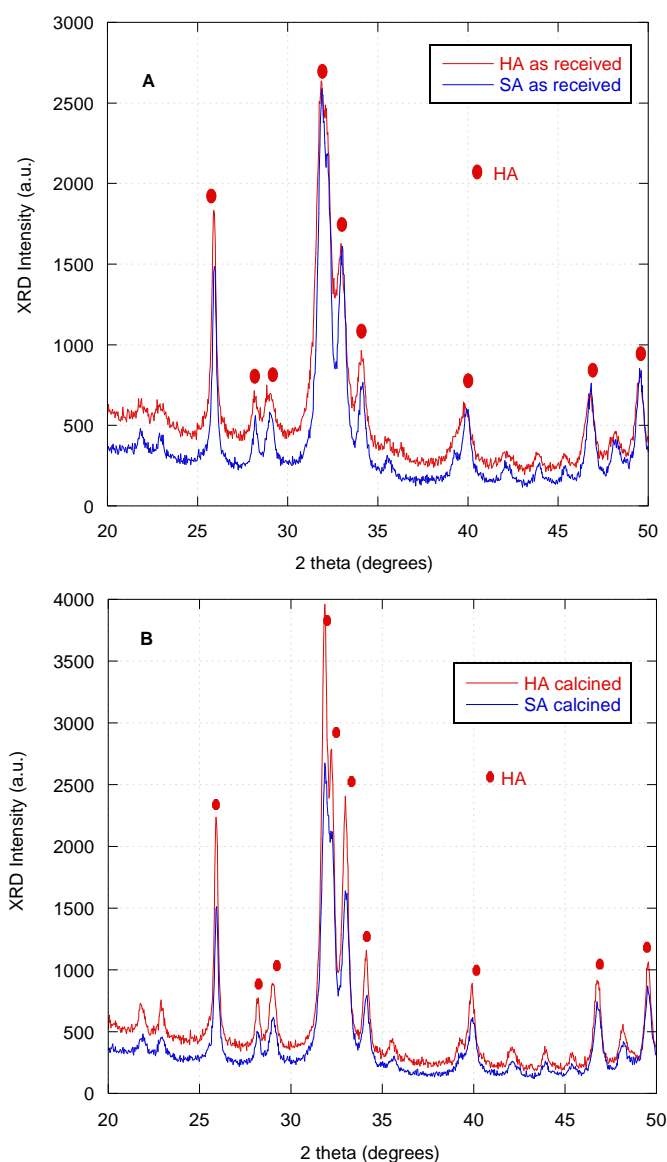 3000
A
HA as received
SA as received
2500
2000
HA
1500
1000
500
0
20 25 30 35 40 45 50
XRD Intensity (a.u.)
2 theta (degrees)
4000
B
3500
HA calcined
SA calcined
3000
2500
HA
2000
1500
1000
500
0
20 25 30 35 40 45 50
XRD Intensity (a.u.)
2 theta (degrees)